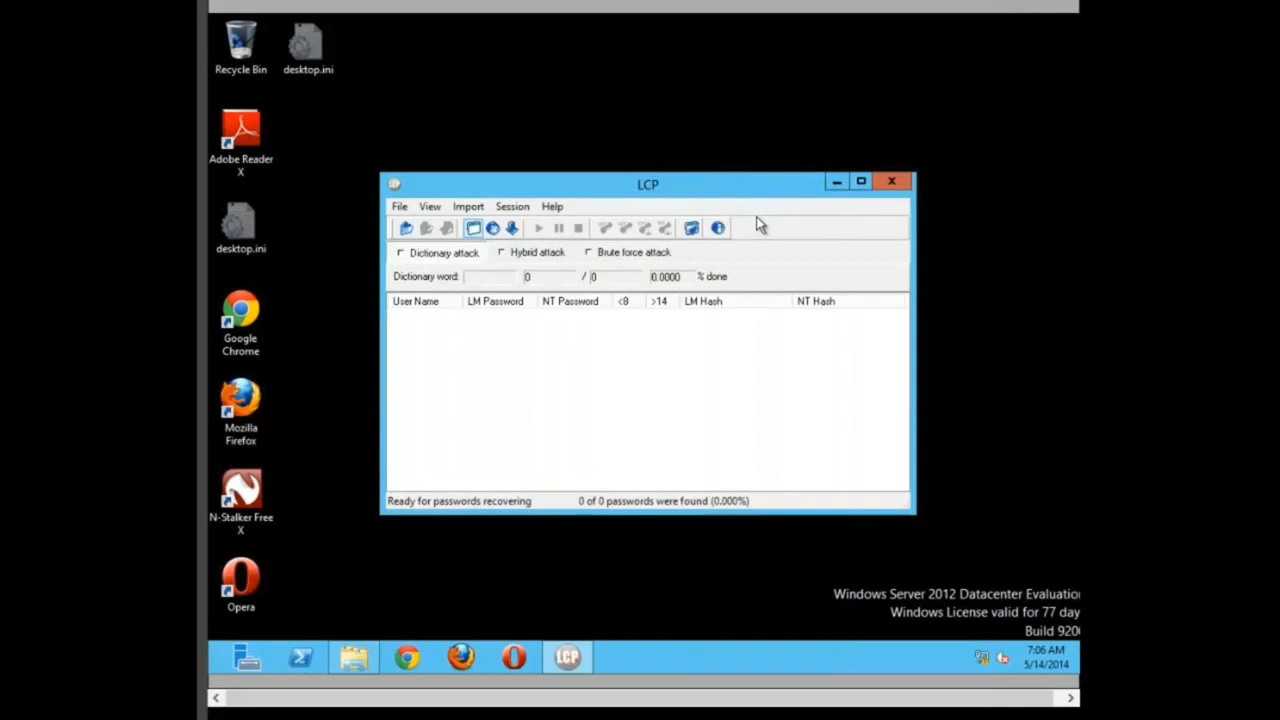 Recycle Bin
desktop.ini
Adobe Reader
X
desktop.ini
Google
Chrome
Mozilla
Firefox
N-Stalker Free
X
Opera
LCP
File View Import Session Help
Dictionary attack Hybrid attack Brute force attack
Dictionary word: 0 / 0 0.0000 % done
User Name LM Password NT Password <8 >14 LM Hash NT Hash
Ready for passwords recovering 0 of 0 passwords were found (0.000%)
Windows Server 2012 Datacenter Evaluatio
Windows License valid for 77 day
Build 920
LCP
7:06 AM
5/14/2014